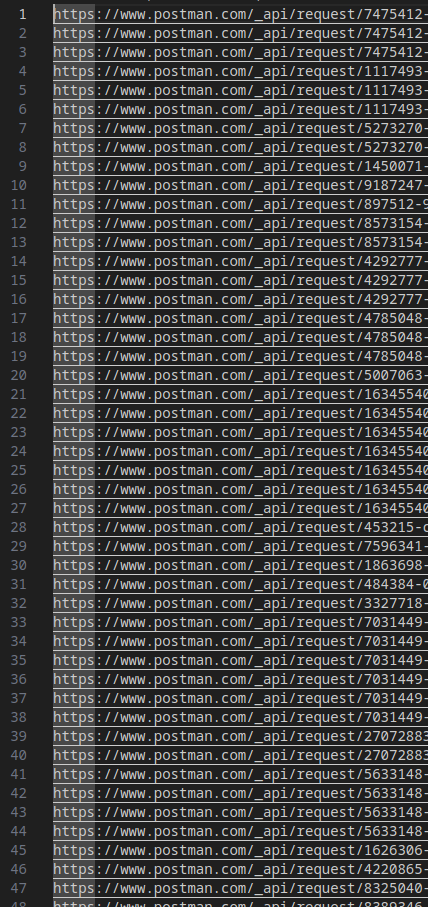 1 https://www.postman.com/_api/request/7475412-
2 https://www.postman.com/_api/request/7475412-
3 https://www.postman.com/_api/request/7475412-
4 https://www.postman.com/_api/request/1117493-
5 https://www.postman.com/_api/request/1117493-
6 https://www.postman.com/_api/request/1117493-
7 https://www.postman.com/_api/request/5273270-
8 https://www.postman.com/_api/request/5273270-
9 https://www.postman.com/_api/request/1450071-
10 https://www.postman.com/_api/request/9187247-
11 https://www.postman.com/_api/request/897512-9
12 https://www.postman.com/_api/request/8573154-
13 https://www.postman.com/_api/request/8573154-
14 https://www.postman.com/_api/request/4292777-
15 https://www.postman.com/_api/request/4292777-
16 https://www.postman.com/_api/request/4292777-
17 https://www.postman.com/_api/request/4785048-
18 https://www.postman.com/_api/request/4785048-
19 https://www.postman.com/_api/request/4785048-
20 https://www.postman.com/_api/request/5007063-
21 https://www.postman.com/_api/request/16345540
22 https://www.postman.com/_api/request/16345540
23 https://www.postman.com/_api/request/16345540
24 https://www.postman.com/_api/request/16345540
25 https://www.postman.com/_api/request/16345540
26 https://www.postman.com/_api/request/16345540
27 https://www.postman.com/_api/request/16345540
28 https://www.postman.com/_api/request/453215-c
29 https://www.postman.com/_api/request/7596341-
30 https://www.postman.com/_api/request/1863698-
31 https://www.postman.com/_api/request/484384-0
32 https://www.postman.com/_api/request/3327718-
33 https://www.postman.com/_api/request/7031449-
34 https://www.postman.com/_api/request/7031449-
35 https://www.postman.com/_api/request/7031449-
36 https://www.postman.com/_api/request/7031449-
37 https://www.postman.com/_api/request/7031449-
38 https://www.postman.com/_api/request/7031449-
39 https://www.postman.com/_api/request/27072883
40 https://www.postman.com/_api/request/27072883
41 https://www.postman.com/_api/request/5633148-
42 https://www.postman.com/_api/request/5633148-
43 https://www.postman.com/_api/request/5633148-
44 https://www.postman.com/_api/request/5633148-
45 https://www.postman.com/_api/request/1626306-
46 https://www.postman.com/_api/request/4220865-
47 https://www.postman.com/_api/request/8325040-
48 https://www.postman.com/_api/request/8389346-